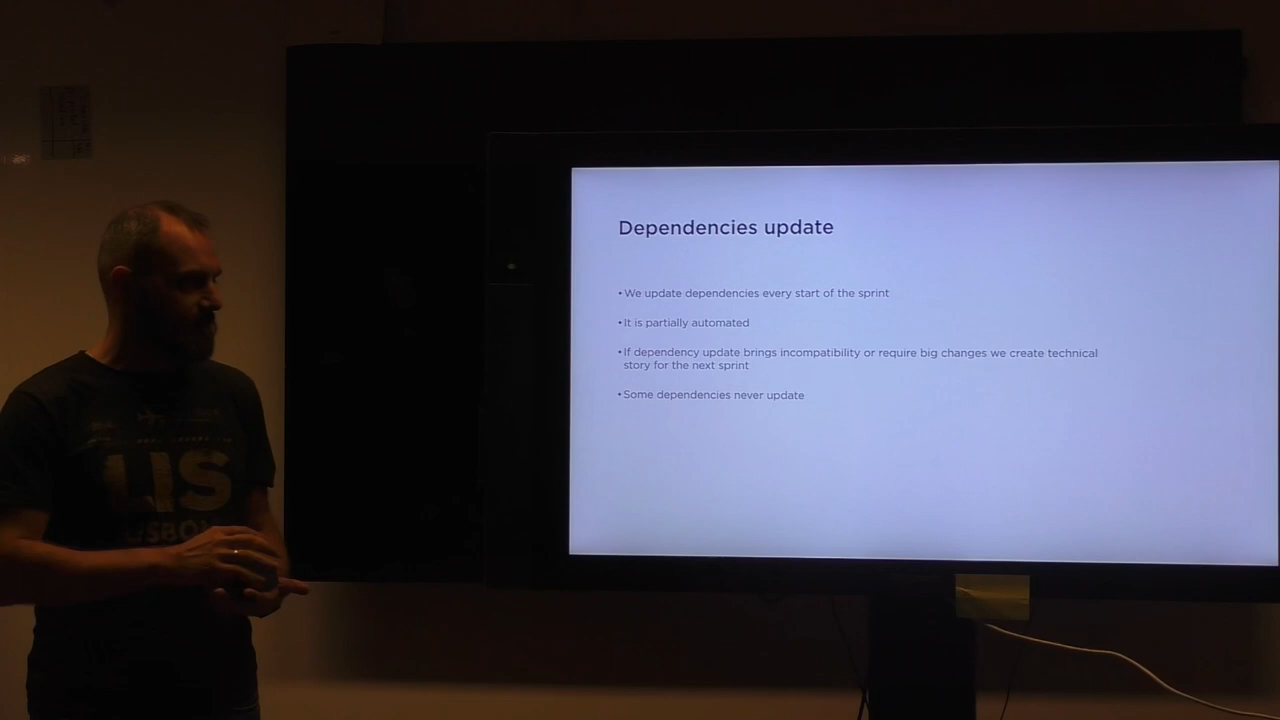 Dependencies update
•We update dependencies every start of the sprint
•It is partially automated
•If dependency update brings incompatibility or require big changes we create technical
story for the next sprint
•Some dependencies never update
LIS